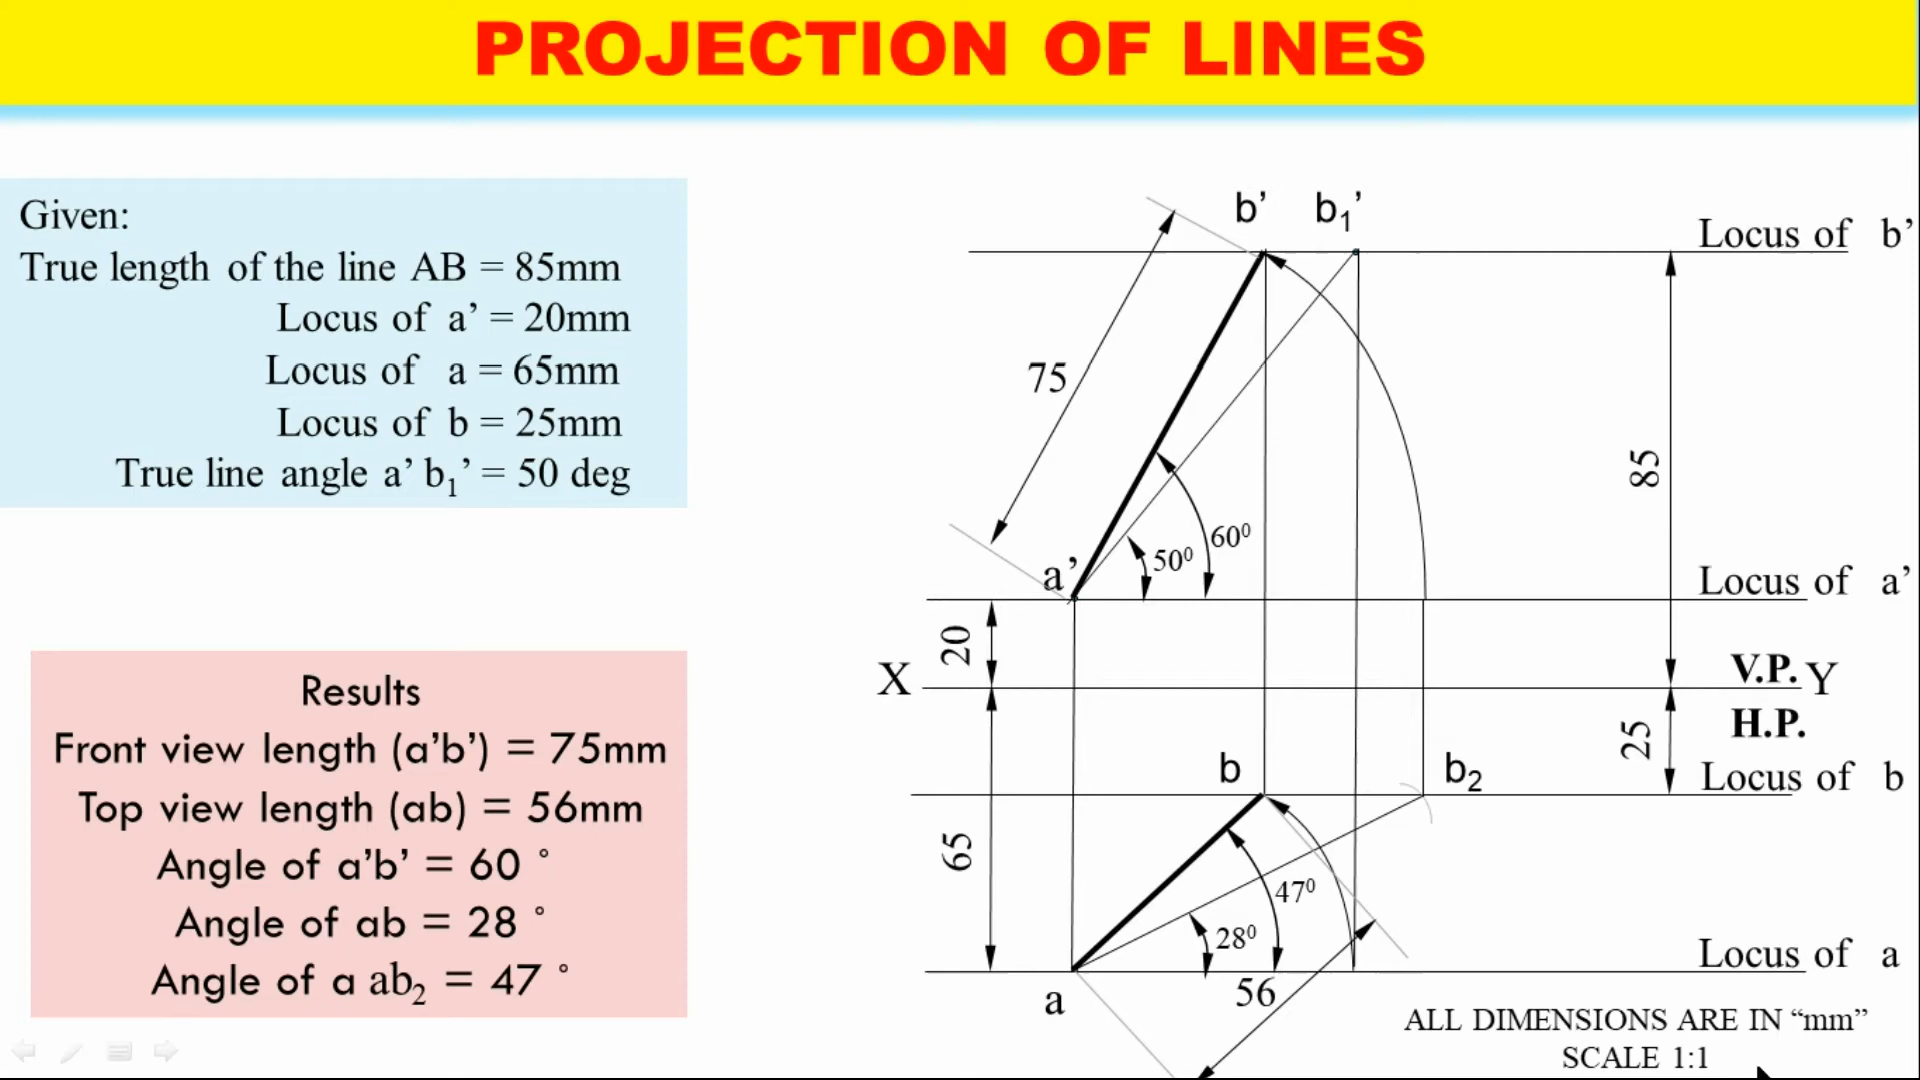 PROJECTION OF LINES
Given:
True length of the line AB = 85mm
Locus of a’ = 20mm
Locus of a = 65mm
Locus of b = 25mm
True line angle a’ b₁’ = 50 deg
Results
Front view length (a’b’) = 75mm
Top view length (ab) = 56mm
Angle of a’b’ = 60 °
Angle of ab = 28 °
Angle of a ab₂ = 47 °
b’ b₁’
Locus of b’
75
85
60⁰
50⁰
a’
Locus of a’
20
X
V.P. Y
H.P.
25
b
b₂
Locus of b
65
47⁰
28⁰
Locus of a
56
a
ALL DIMENSIONS ARE IN “mm”
SCALE 1:1